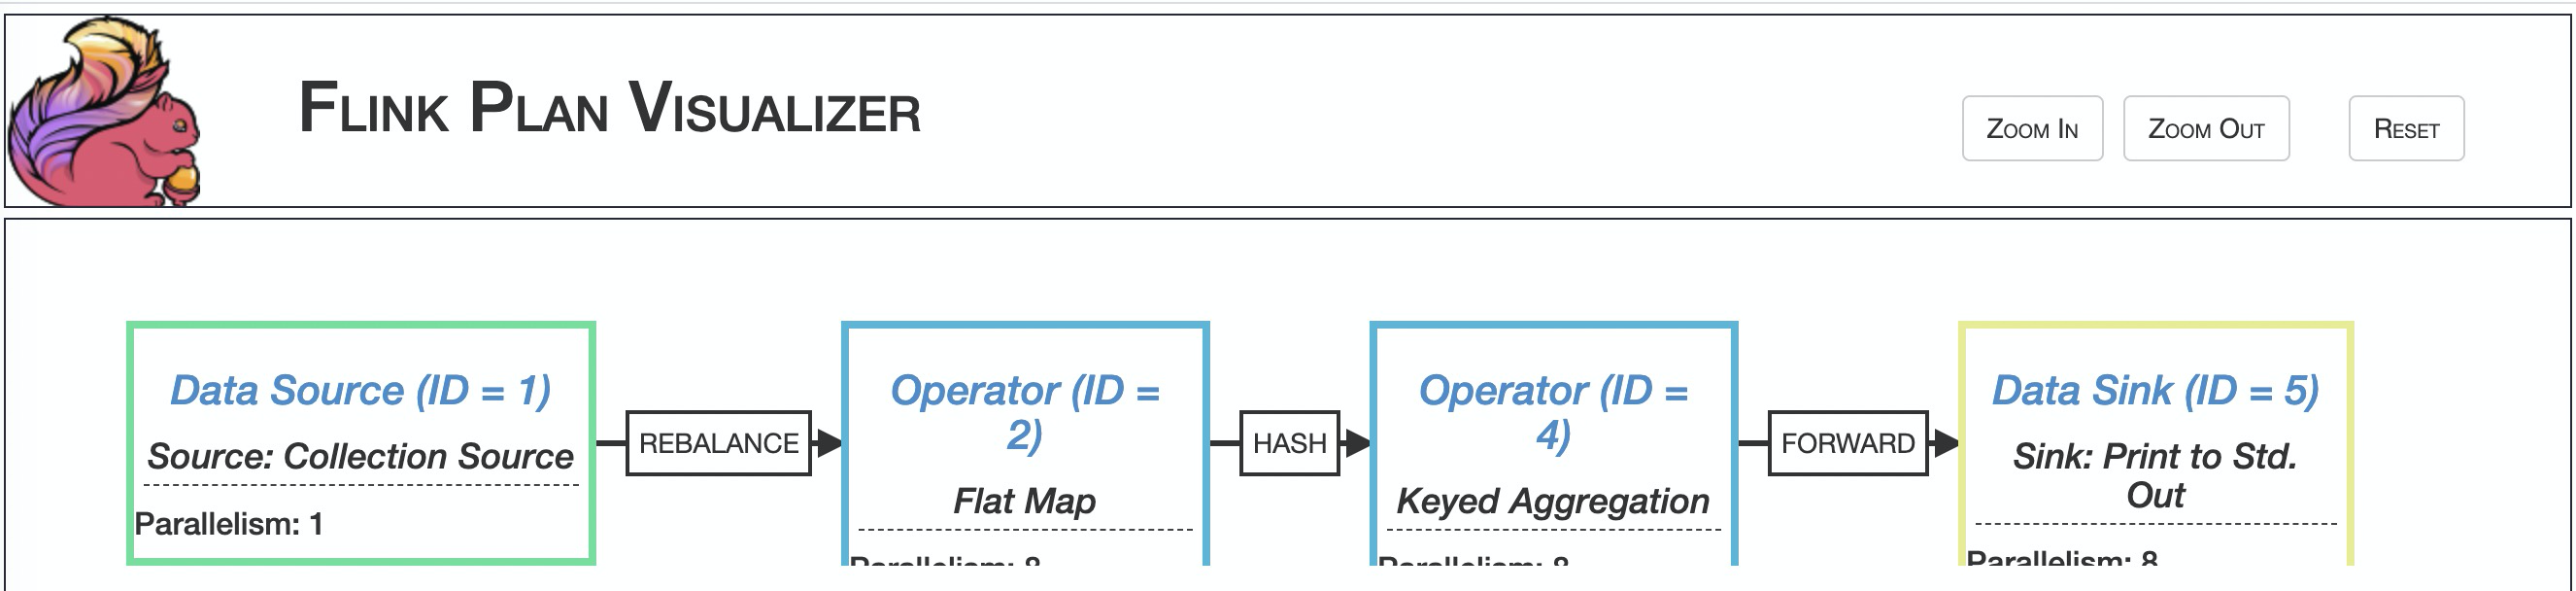 Flink Plan Visualizer
Zoom In
Zoom Out
Reset
Data Source (ID = 1)
Source: Collection Source
Parallelism: 1
REBALANCE
Operator (ID =
2)
Flat Map
Parallelism: 8
HASH
Operator (ID =
4)
Keyed Aggregation
Parallelism: 8
FORWARD
Data Sink (ID = 5)
Sink: Print to Std.
Out
Parallelism: 8